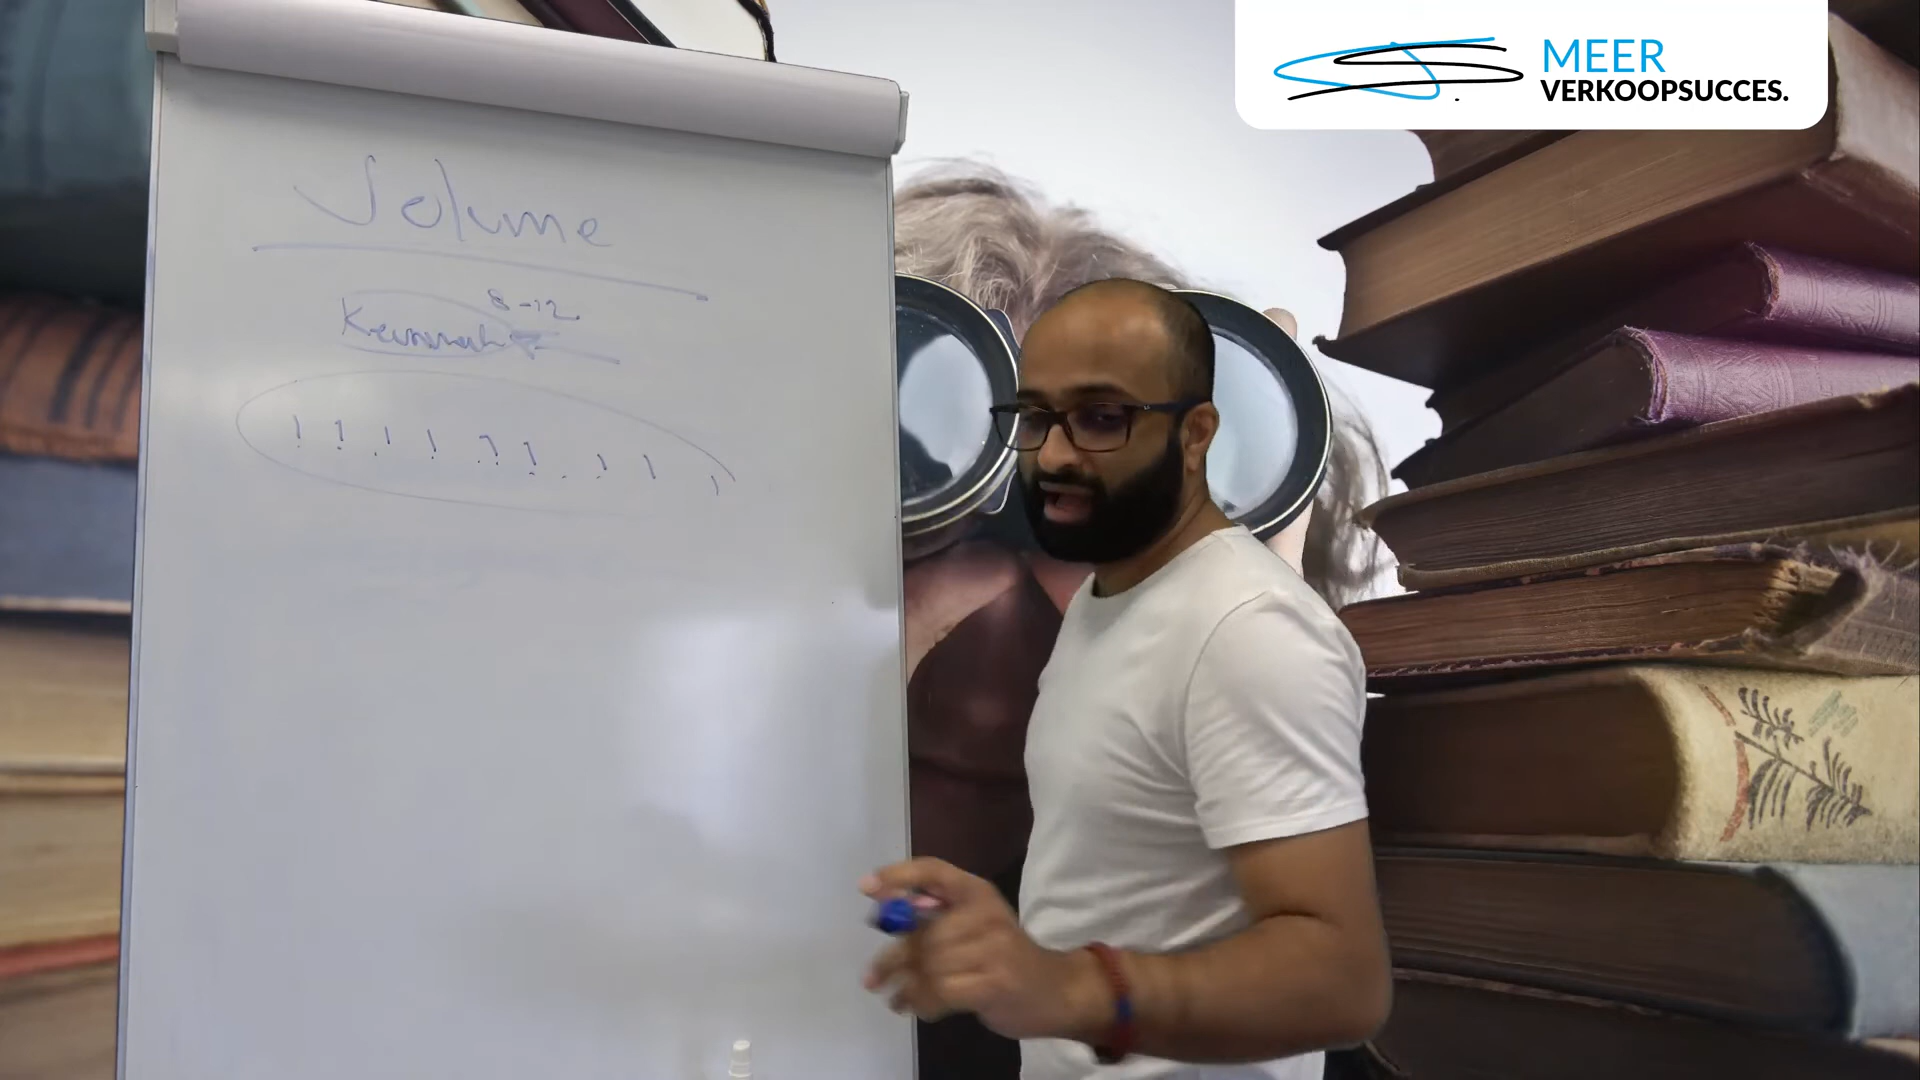 Volume
8-12
! ! ! ! ! ! ! ! !
MEER
VERKOOPSUCCES.